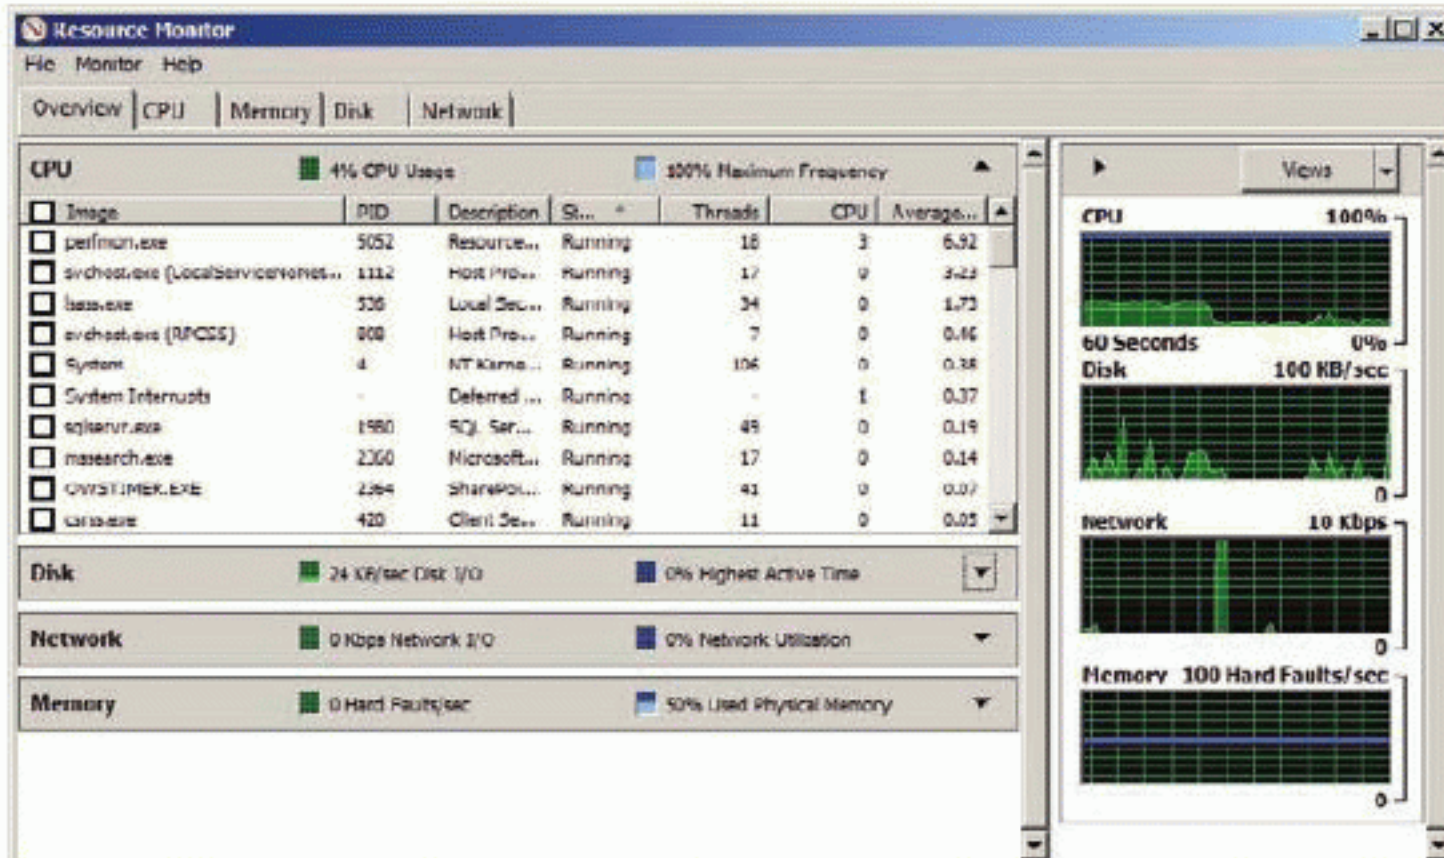 Resource Monitor
File Monitor Help
Overview CPU Memory Disk Network
CPU 4% CPU Usage 100% Maximum Frequency
Image PID Description St... Threads CPU Average...
perfmon.exe 5052 Resource... Running 18 3 6.92
svchost.exe (LocalServiceNoNet... 1112 Host Pro... Running 17 0 3.23
lsass.exe 536 Local Sec... Running 34 0 1.73
svchost.exe (RPCSS) 808 Host Pro... Running 7 0 0.46
System 4 NT Kerne... Running 106 0 0.38
System Interrupts - Deferred ... Running - 1 0.37
sqlservr.exe 1980 SQL Ser... Running 49 0 0.19
mssearch.exe 2360 Microsoft... Running 17 0 0.14
OWSTIMER.EXE 2364 SharePoi... Running 41 0 0.07
csrss.exe 420 Client Se... Running 11 0 0.05
Disk 24 KB/sec Disk I/O 0% Highest Active Time
Network 0 Kbps Network I/O 0% Network Utilization
Memory 0 Hard Faults/sec 50% Used Physical Memory
Views
CPU 100%
60 Seconds 0%
Disk 100 KB/sec
0
Network 10 Kbps
0
Memory 100 Hard Faults/sec
0